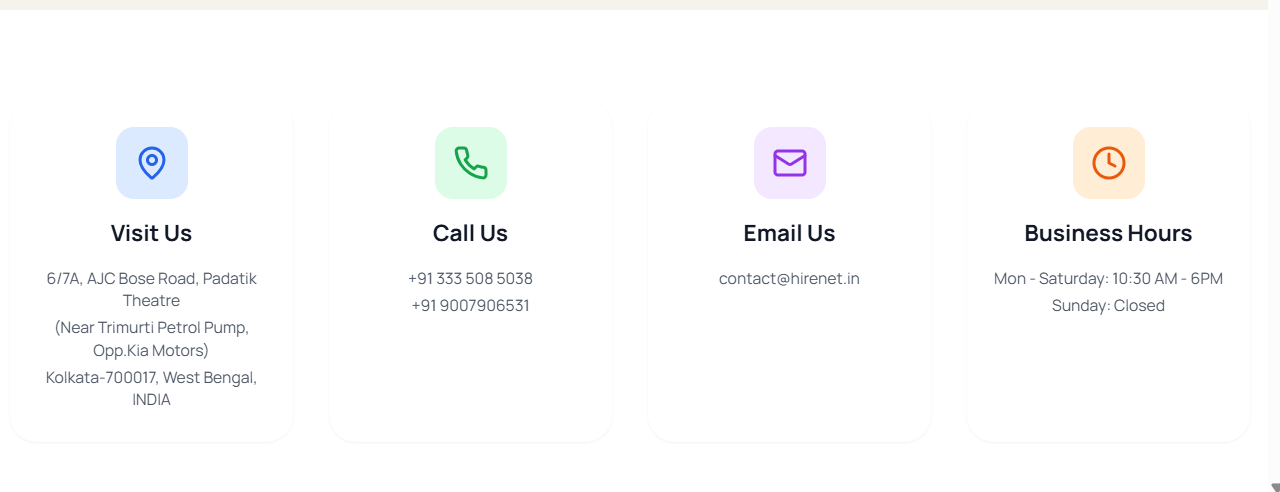 Visit Us
6/7A, AJC Bose Road, Padatik
Theatre
(Near Trimurti Petrol Pump,
Opp.Kia Motors)
Kolkata-700017, West Bengal,
INDIA
Call Us
+91 333 508 5038
+91 9007906531
Email Us
contact@hirenet.in
Business Hours
Mon - Saturday: 10:30 AM - 6PM
Sunday: Closed